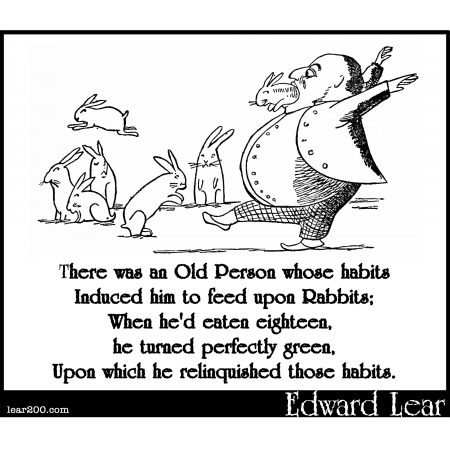 There was an Old Person whose habits
Induced him to feed upon Rabbits;
When he'd eaten eighteen,
he turned perfectly green,
Upon which he relinquished those habits.
lear200.com
Edward Lear